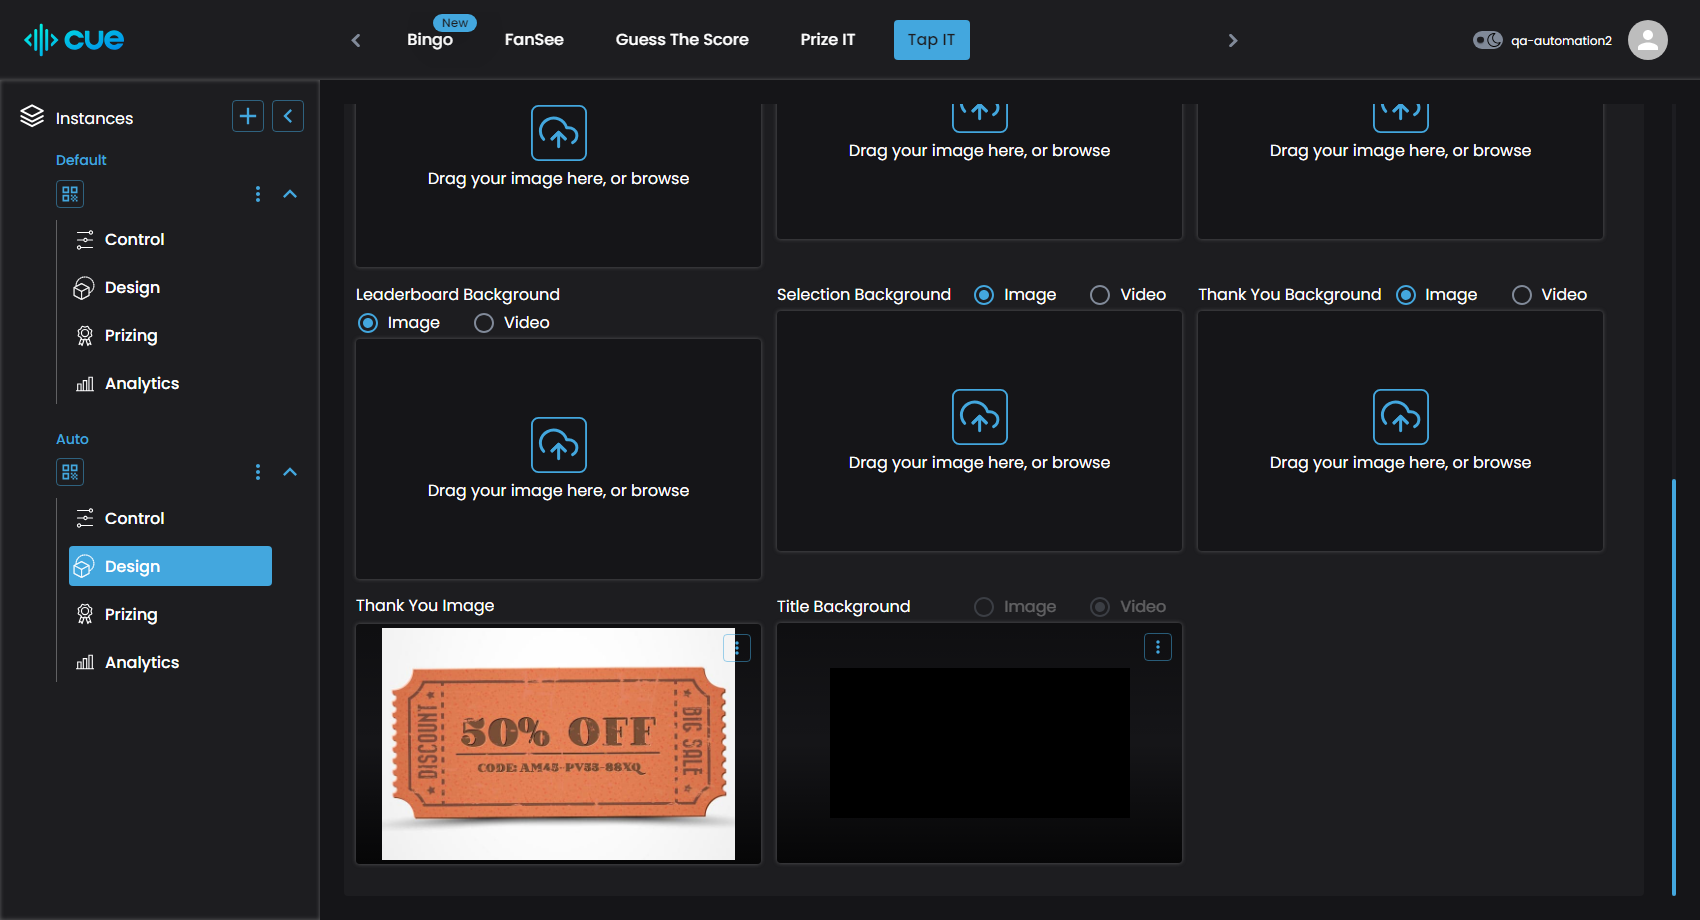 cue
New
Bingo
FanSee
Guess The Score
Prize IT
Tap IT
qa-automation2
Instances
Default
Control
Design
Prizing
Analytics
Auto
Control
Design
Prizing
Analytics
Drag your image here, or browse
Drag your image here, or browse
Drag your image here, or browse
Leaderboard Background
Image Video
Drag your image here, or browse
Selection Background Image Video
Drag your image here, or browse
Thank You Background Image Video
Drag your image here, or browse
Thank You Image
DISCOUNT
50% OFF
CODE: AM45-PV55-88XQ
BIG SALE
Title Background Image Video